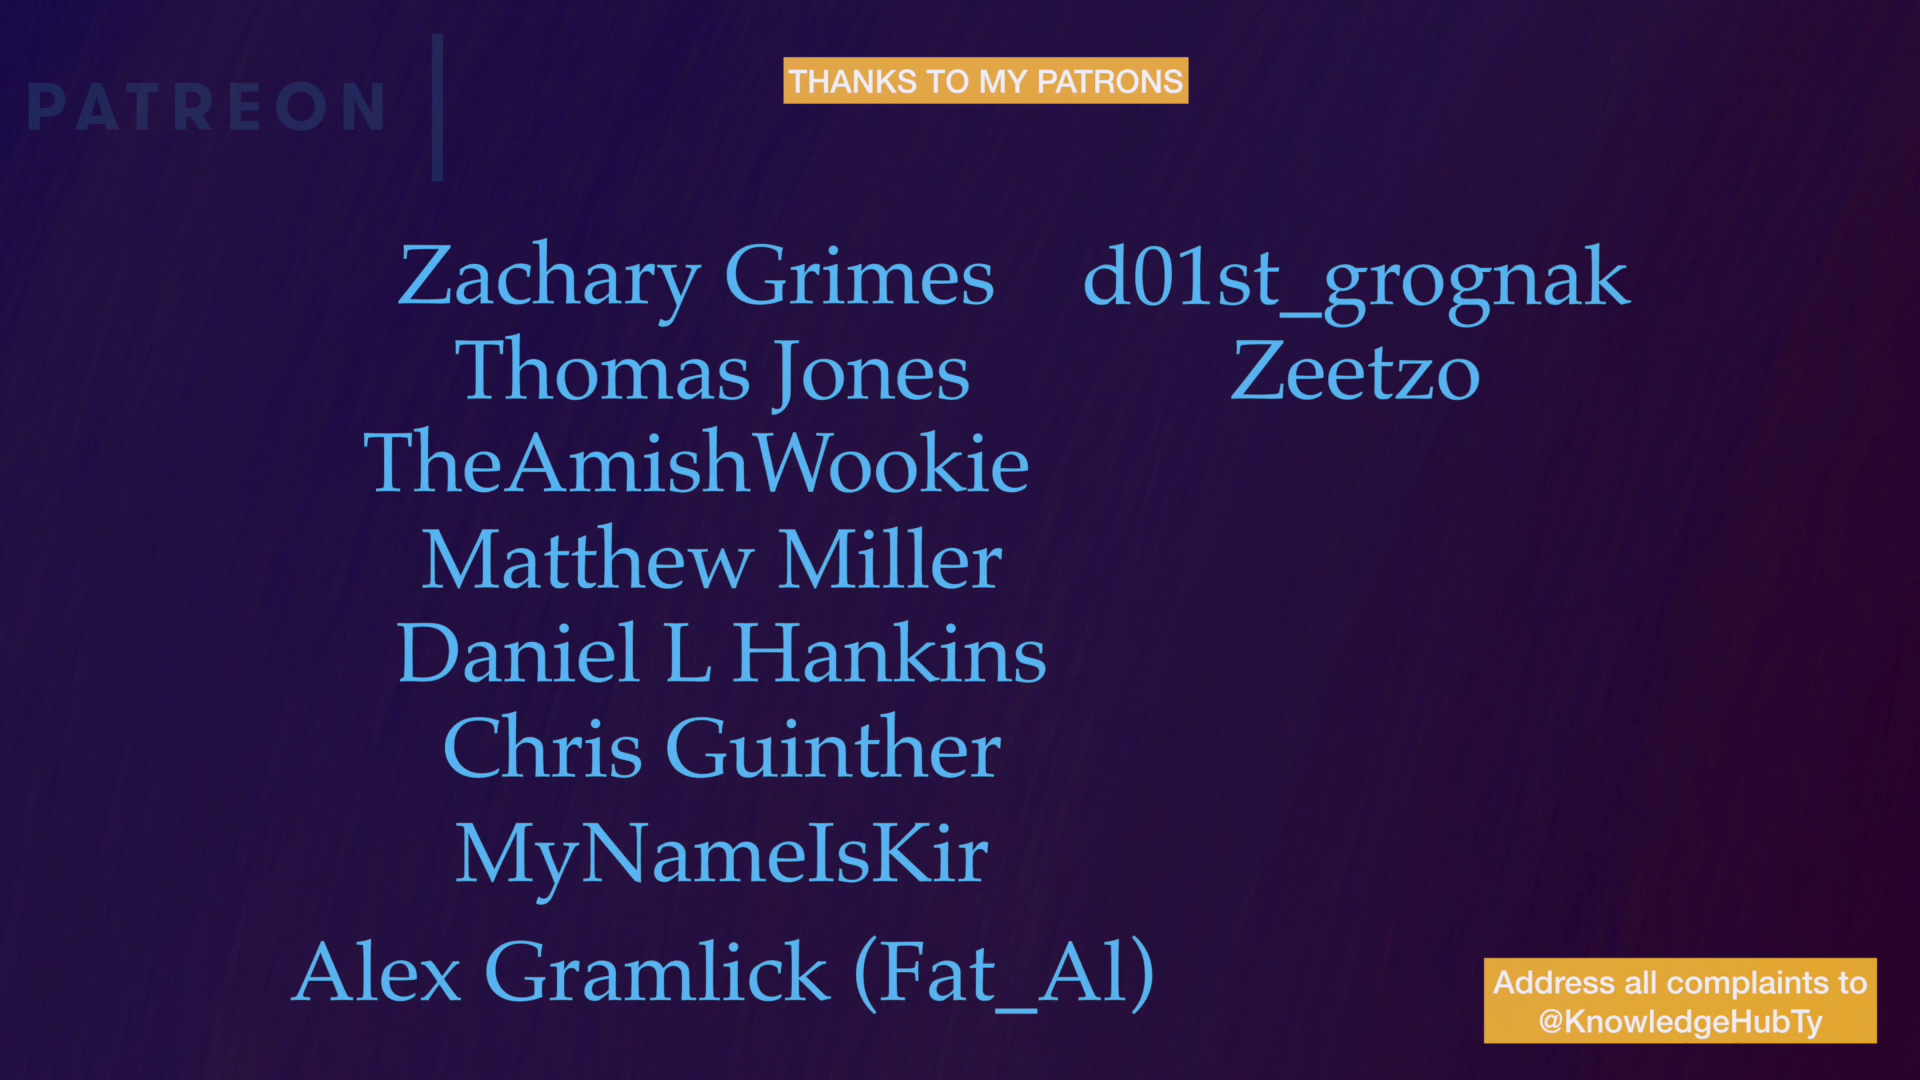 PATREON
THANKS TO MY PATRONS
Zachary Grimes
Thomas Jones
TheAmishWookie
Matthew Miller
Daniel L Hankins
Chris Guinther
MyNameIsKir
Alex Gramlick (Fat_Al)
d01st_grognak
Zeetzo
Address all complaints to
@KnowledgeHubTy